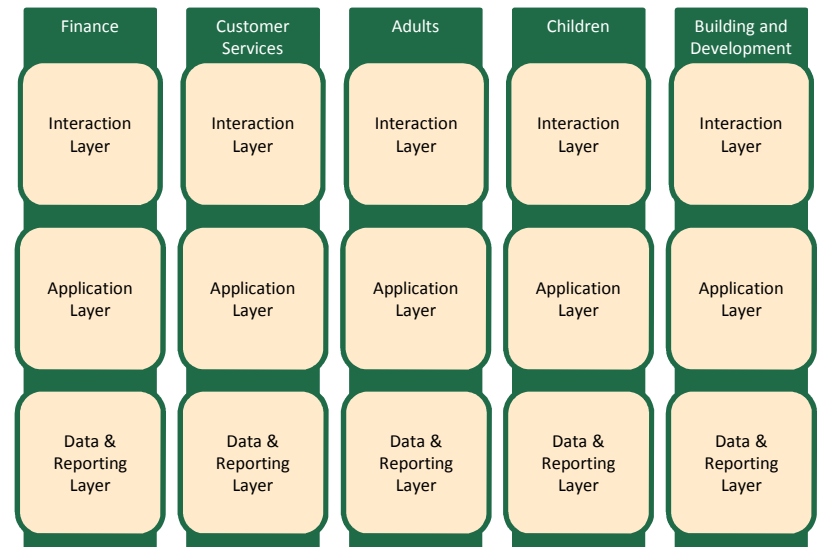 Finance
Customer
Services
Adults
Children
Building and
Development
Interaction
Layer
Interaction
Layer
Interaction
Layer
Interaction
Layer
Interaction
Layer
Application
Layer
Application
Layer
Application
Layer
Application
Layer
Application
Layer
Data &
Reporting
Layer
Data &
Reporting
Layer
Data &
Reporting
Layer
Data &
Reporting
Layer
Data &
Reporting
Layer